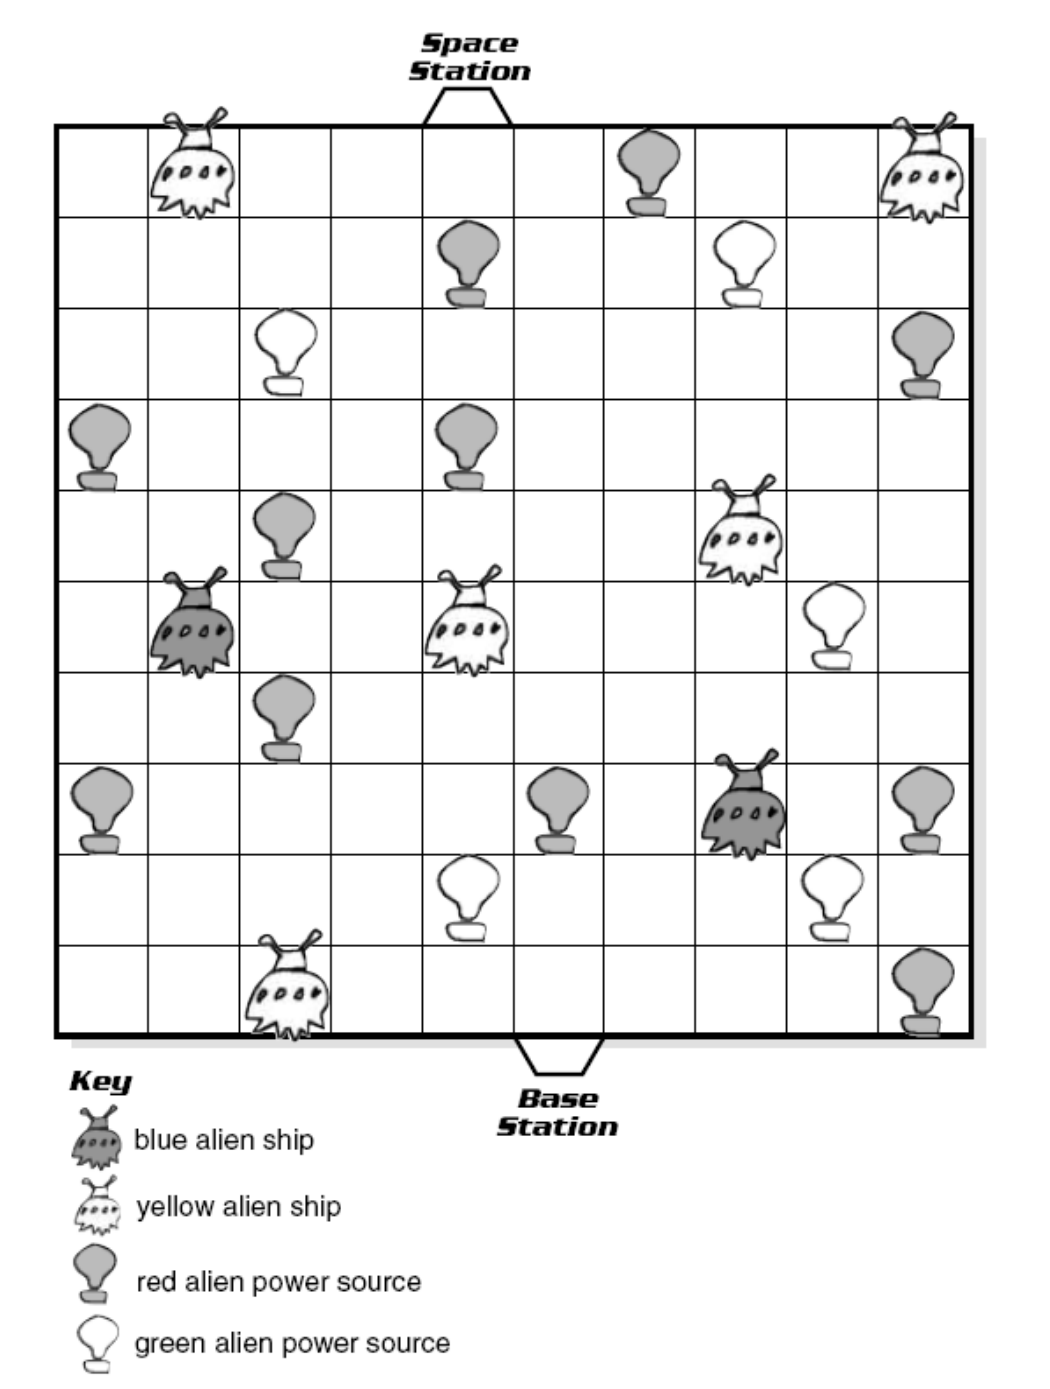 Space
Station
Base
Station
Key
blue alien ship
yellow alien ship
red alien power source
green alien power source